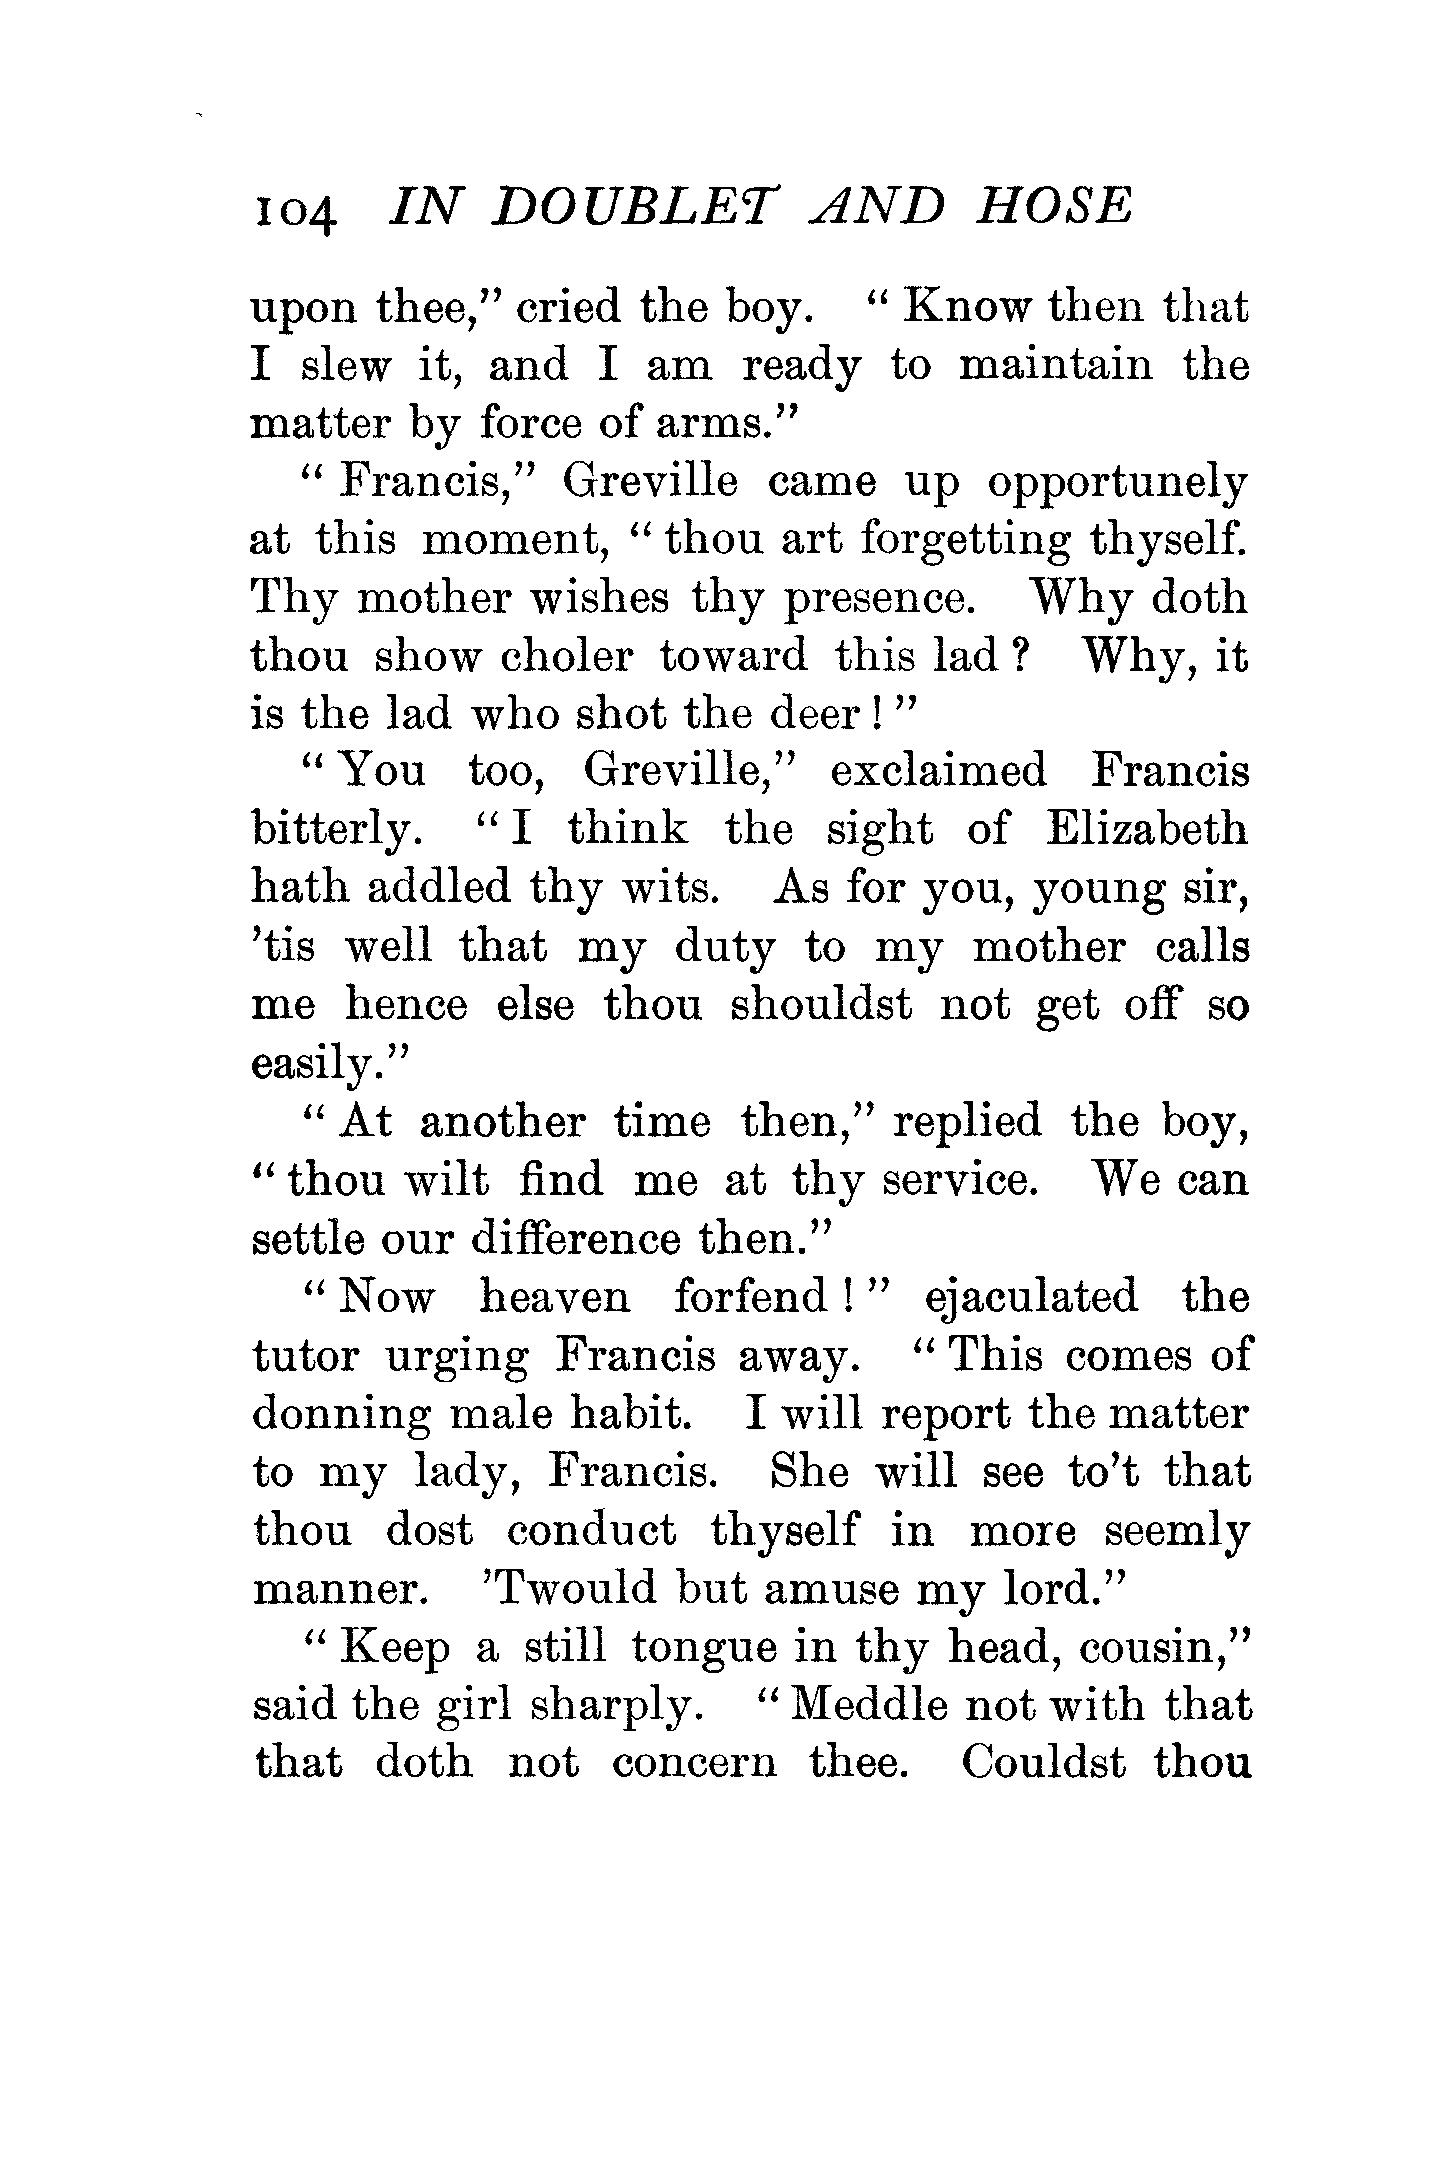 104 IN DOUBLET AND HOSE
upon thee," cried the boy. "Know then that
I slew it, and I am ready to maintain the
matter by force of arms."
"Francis," Greville came up opportunely
at this moment, "thou art forgetting thyself.
Thy mother wishes thy presence. Why doth
thou show choler toward this lad? Why, it
is the lad who shot the deer!"
"You too, Greville," exclaimed Francis
bitterly. "I think the sight of Elizabeth
hath addled thy wits. As for you, young sir,
'tis well that my duty to my mother calls
me hence else thou shouldst not get off so
easily."
"At another time then," replied the boy,
"thou wilt find me at thy service. We can
settle our difference then."
"Now heaven forfend!" ejaculated the
tutor urging Francis away. "This comes of
donning male habit. I will report the matter
to my lady, Francis. She will see to't that
thou dost conduct thyself in more seemly
manner. 'Twould but amuse my lord."
"Keep a still tongue in thy head, cousin,"
said the girl sharply. "Meddle not with that
that doth not concern thee. Couldst thou